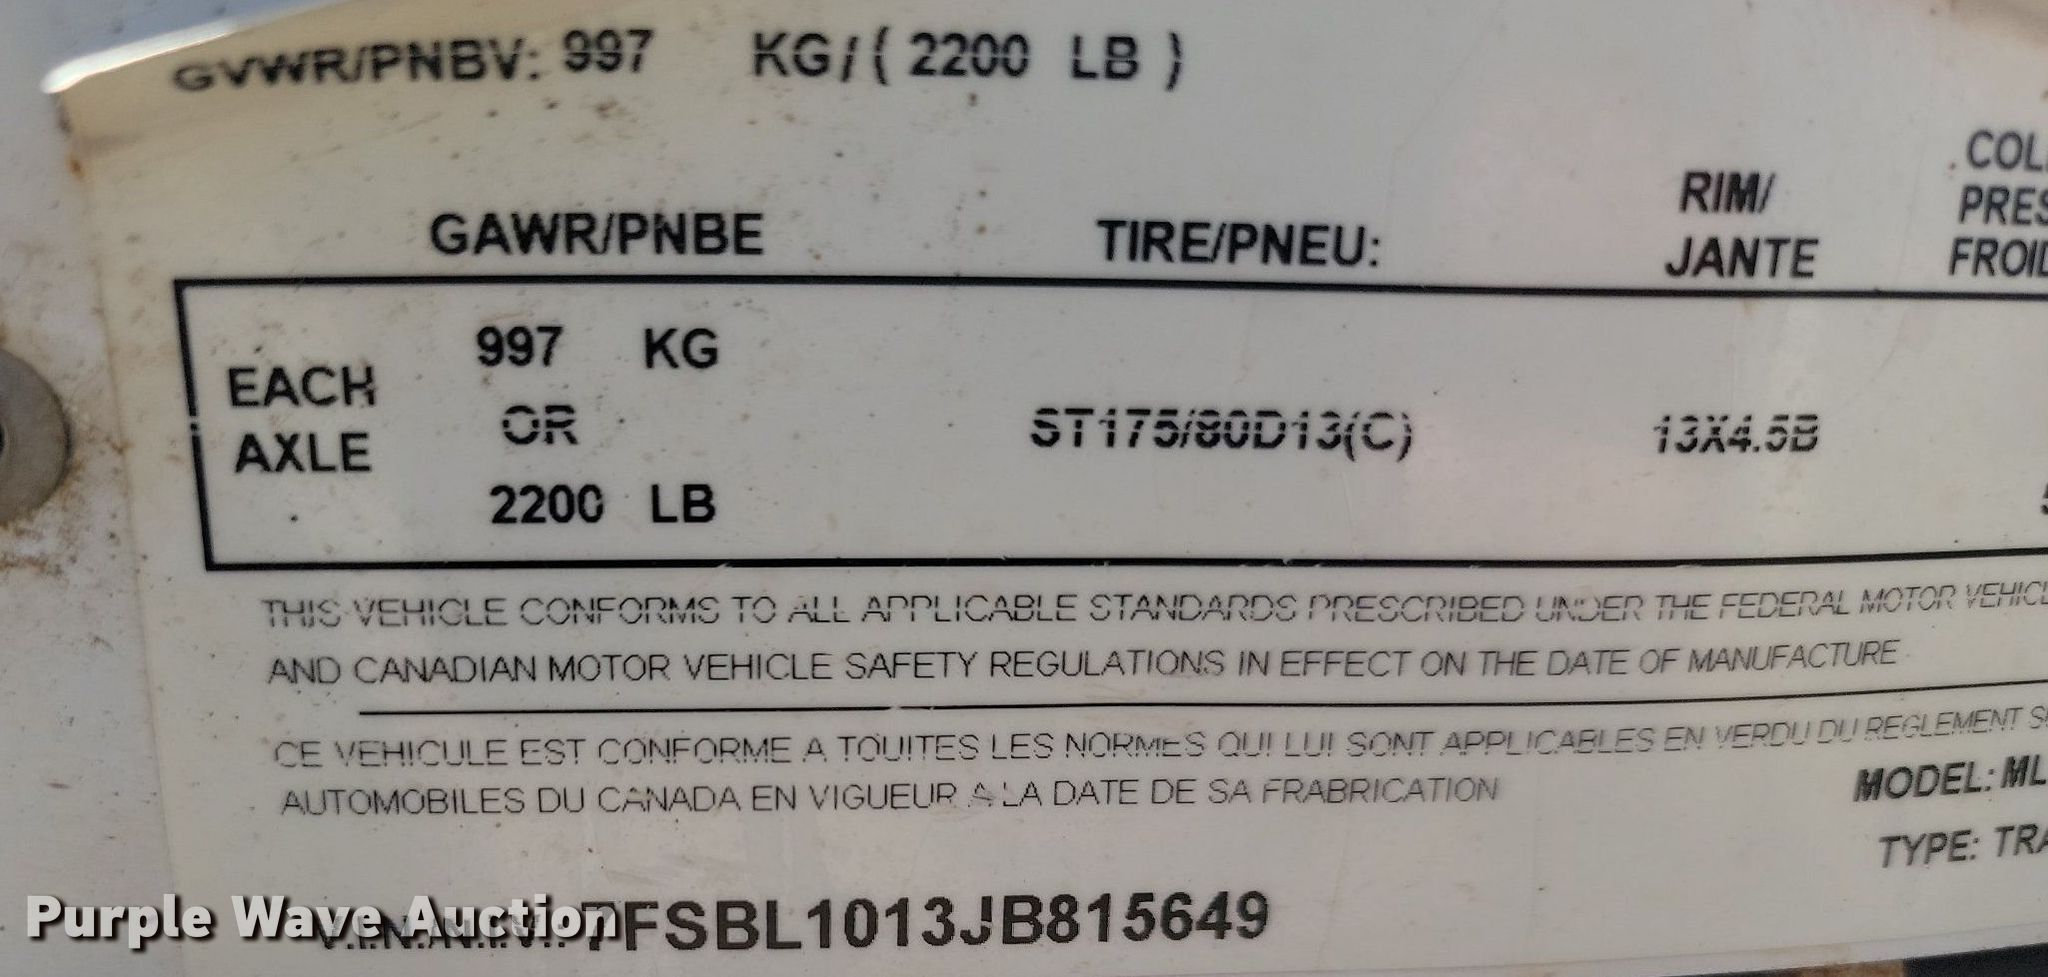 GVWR/PNBV: 997 KG/( 2200 LB )
GAWR/PNBE TIRE/PNEU: RIM/ JANTE COL PRES FROID
EACH AXLE
997 KG
OR
2200 LB
ST175/80D13(C) 13X4.5B
5
THIS VEHICLE CONFORMS TO ALL APPLICABLE STANDARDS PRESCRIBED UNDER THE FEDERAL MOTOR VEHICL
AND CANADIAN MOTOR VEHICLE SAFETY REGULATIONS IN EFFECT ON THE DATE OF MANUFACTURE
CE VEHICULE EST CONFORME A TOUITES LES NORMES QUI LUI SONT APPLICABLES EN VERDU DU REGLEMENT S
AUTOMOBILES DU CANADA EN VIGUEUR A LA DATE DE SA FRABRICATION
MODEL: ML
TYPE: TRA
V.I.N./N.I.V.: 7FSBL1013JB815649
Purple Wave Auction